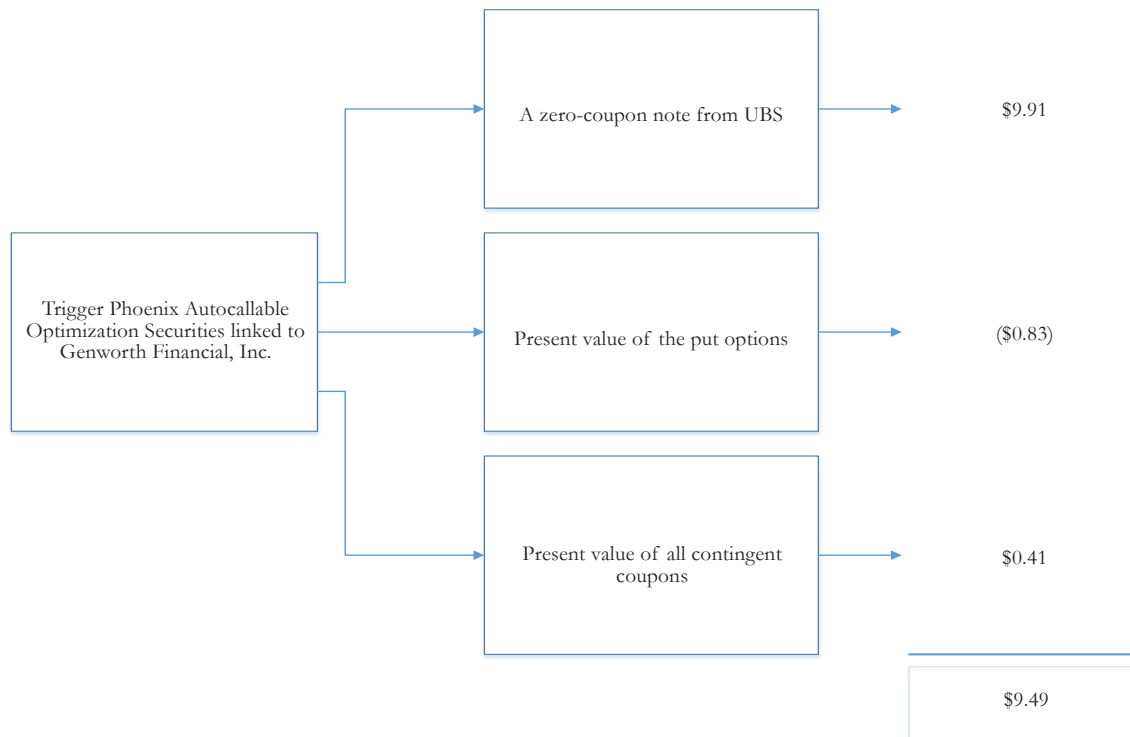 A zero-coupon note from UBS
$9.91
Trigger Phoenix Autocallable
Optimization Securities linked to
Genworth Financial, Inc.
Present value of the put options
($0.83)
Present value of all contingent
coupons
$0.41
$9.49